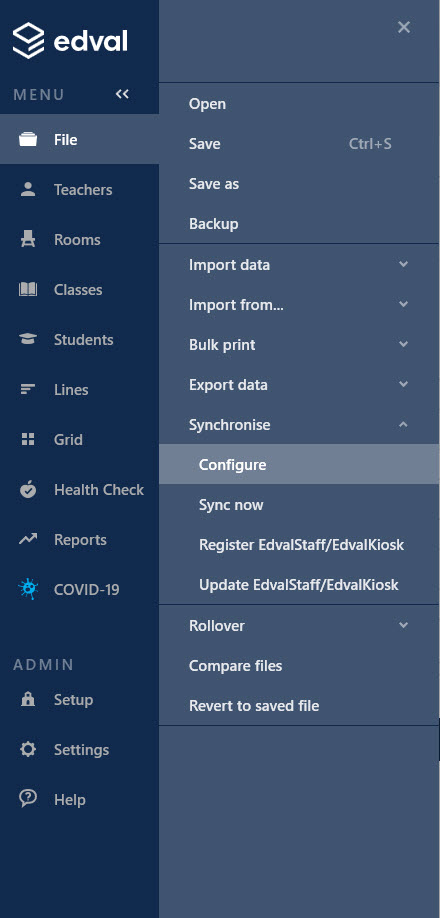 edval
MENU
File
Teachers
Rooms
Classes
Students
Lines
Grid
Health Check
Reports
COVID-19
ADMIN
Setup
Settings
Help
Open
Save Ctrl+S
Save as
Backup
Import data
Import from...
Bulk print
Export data
Synchronise
Configure
Sync now
Register EdvalStaff/EdvalKiosk
Update EdvalStaff/EdvalKiosk
Rollover
Compare files
Revert to saved file